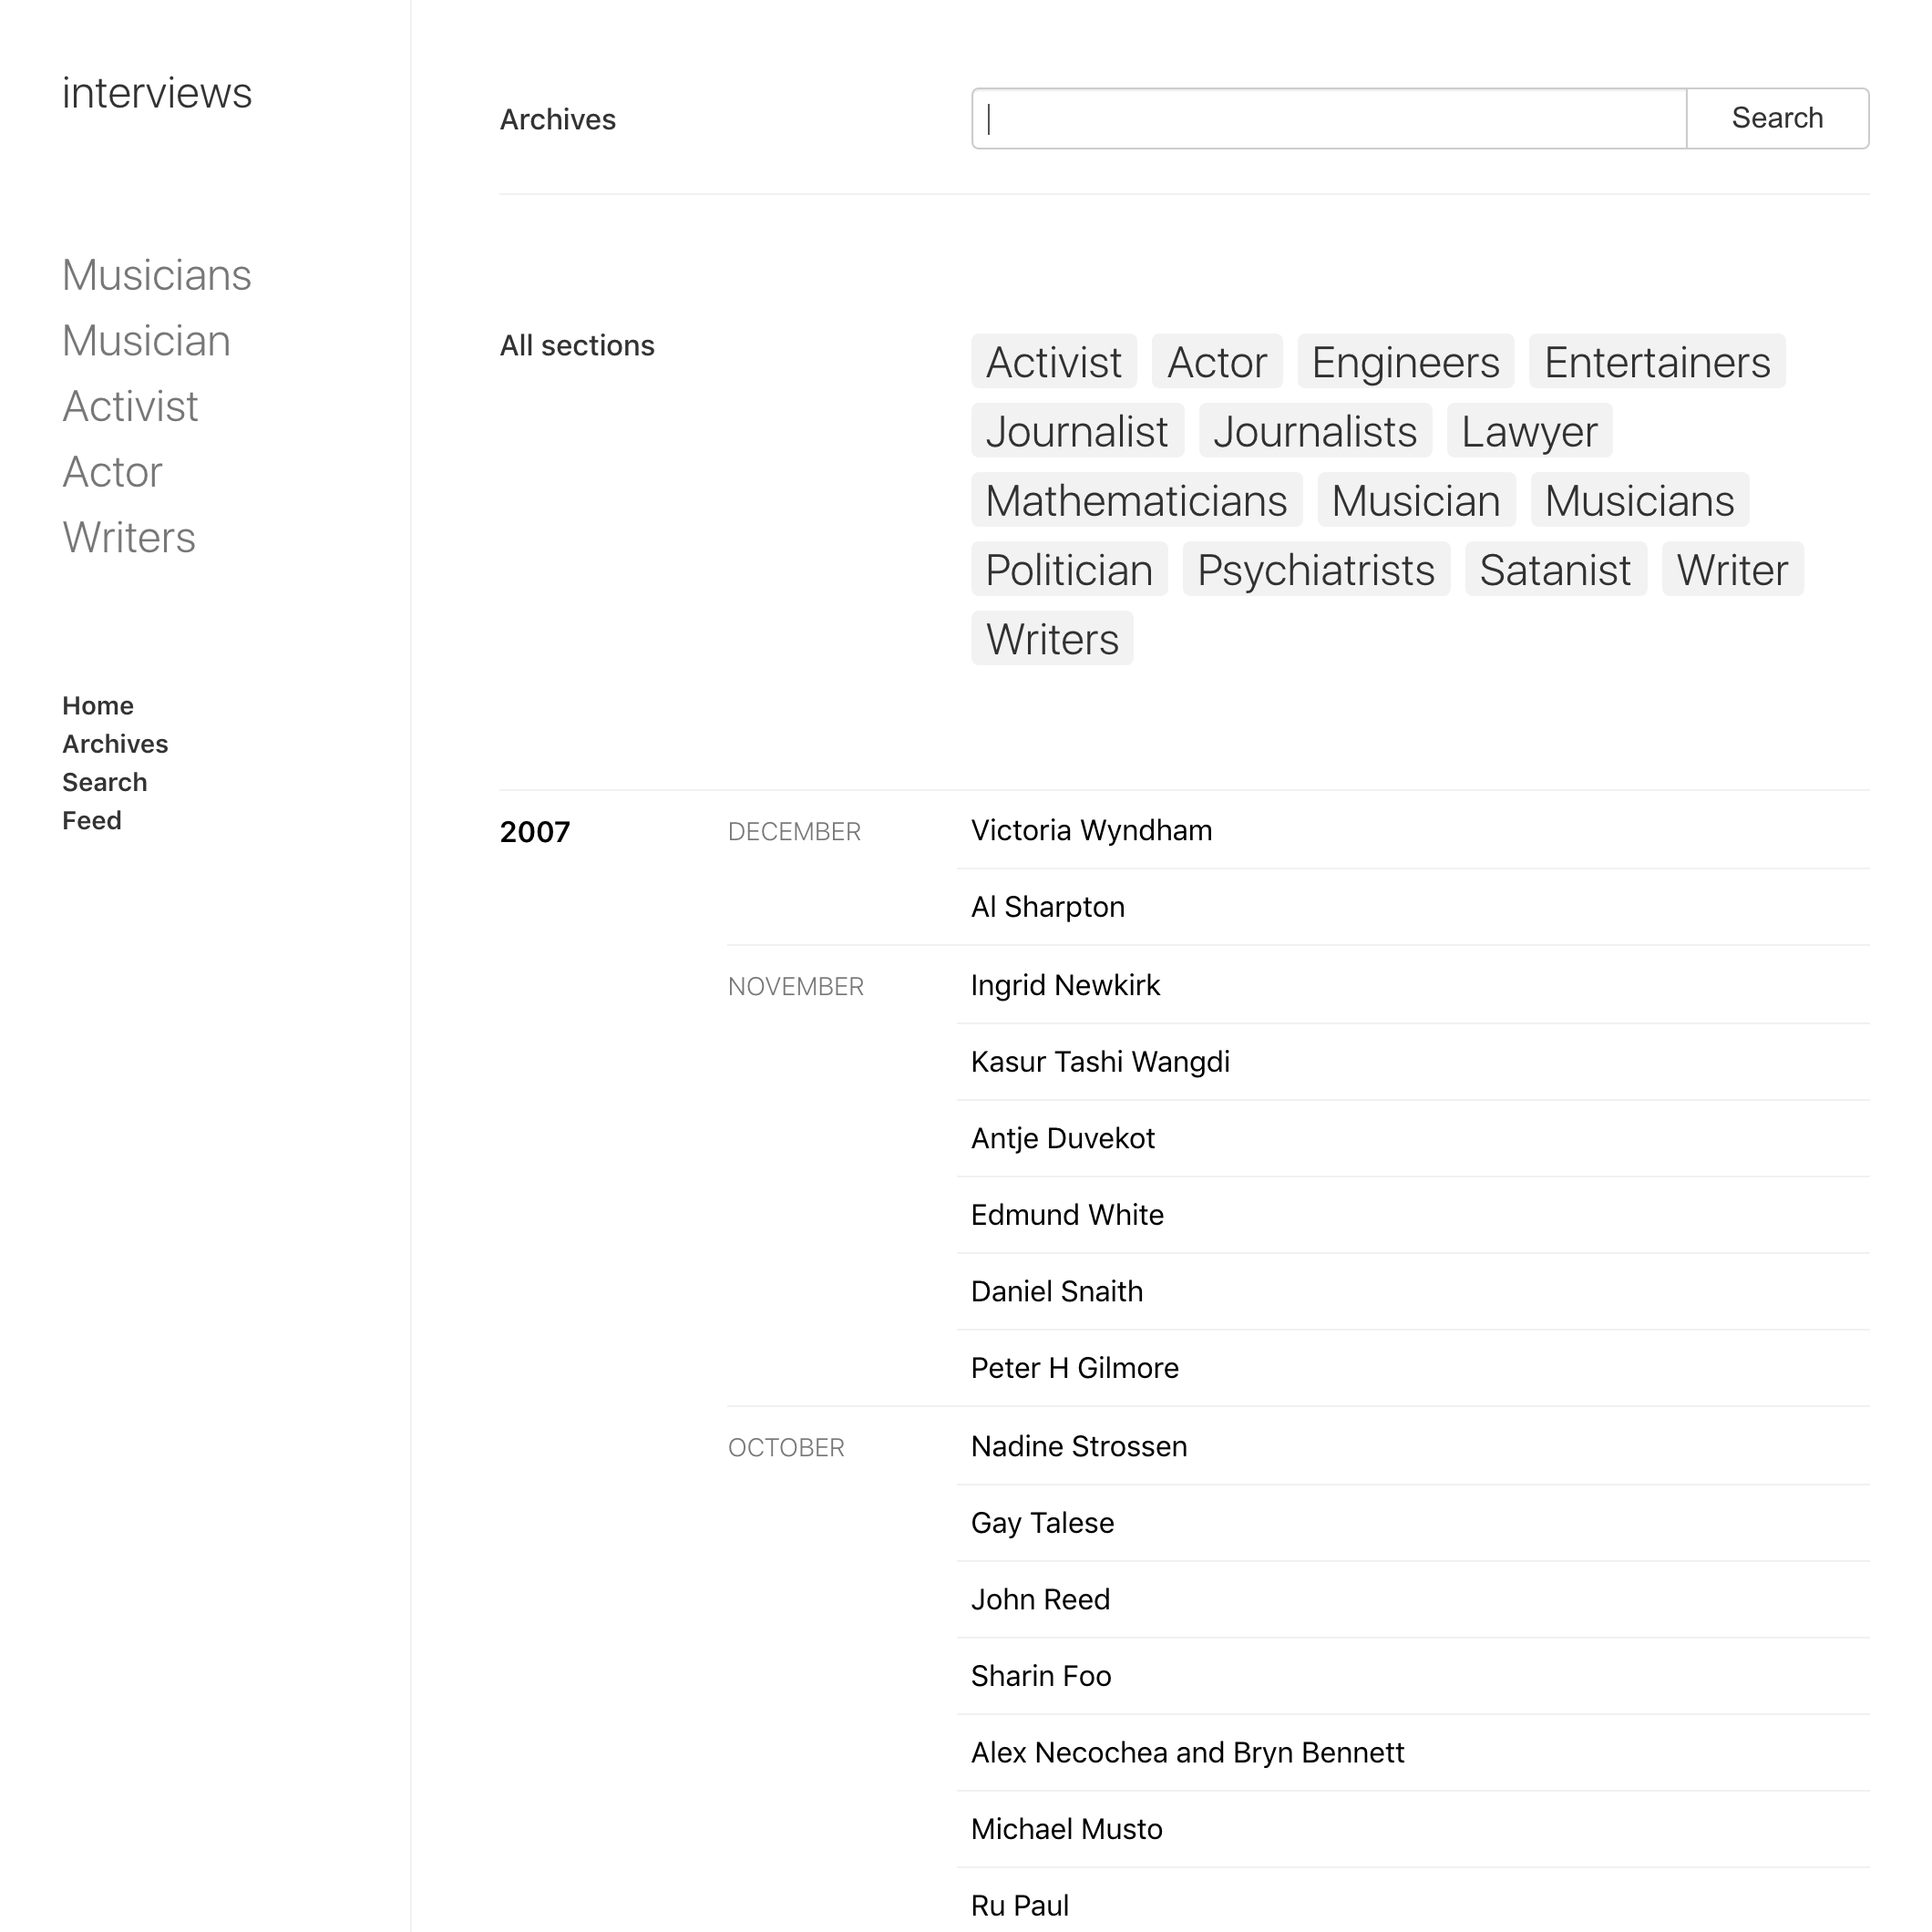 interviews
Musicians
Musician
Activist
Actor
Writers
Home
Archives
Search
Feed
Archives
Search
All sections
Activist Actor Engineers Entertainers
Journalist Journalists Lawyer
Mathematicians Musician Musicians
Politician Psychiatrists Satanist Writer
Writers
2007 DECEMBER Victoria Wyndham
Al Sharpton
NOVEMBER Ingrid Newkirk
Kasur Tashi Wangdi
Antje Duvekot
Edmund White
Daniel Snaith
Peter H Gilmore
OCTOBER Nadine Strossen
Gay Talese
John Reed
Sharin Foo
Alex Necochea and Bryn Bennett
Michael Musto
Ru Paul